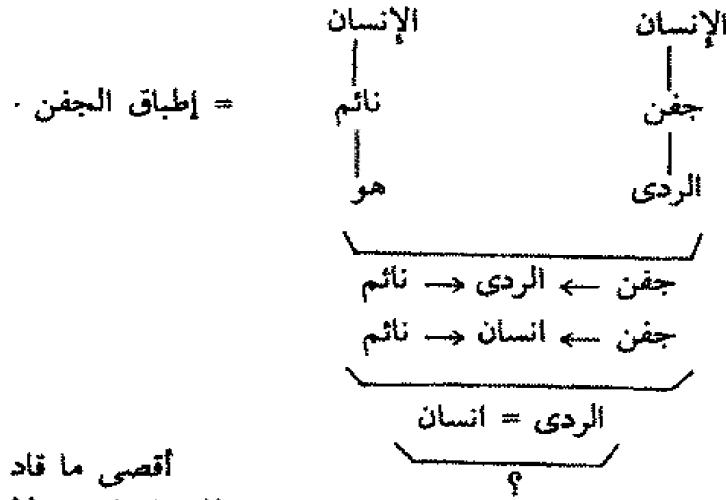 الإنسان الإنسان
جفن نائم = إطباق الجفن .
الردى هو
جفن ← الردى → نائم
جفن ← انسان → نائم
الردى = انسان
؟
أقصى ما قاد